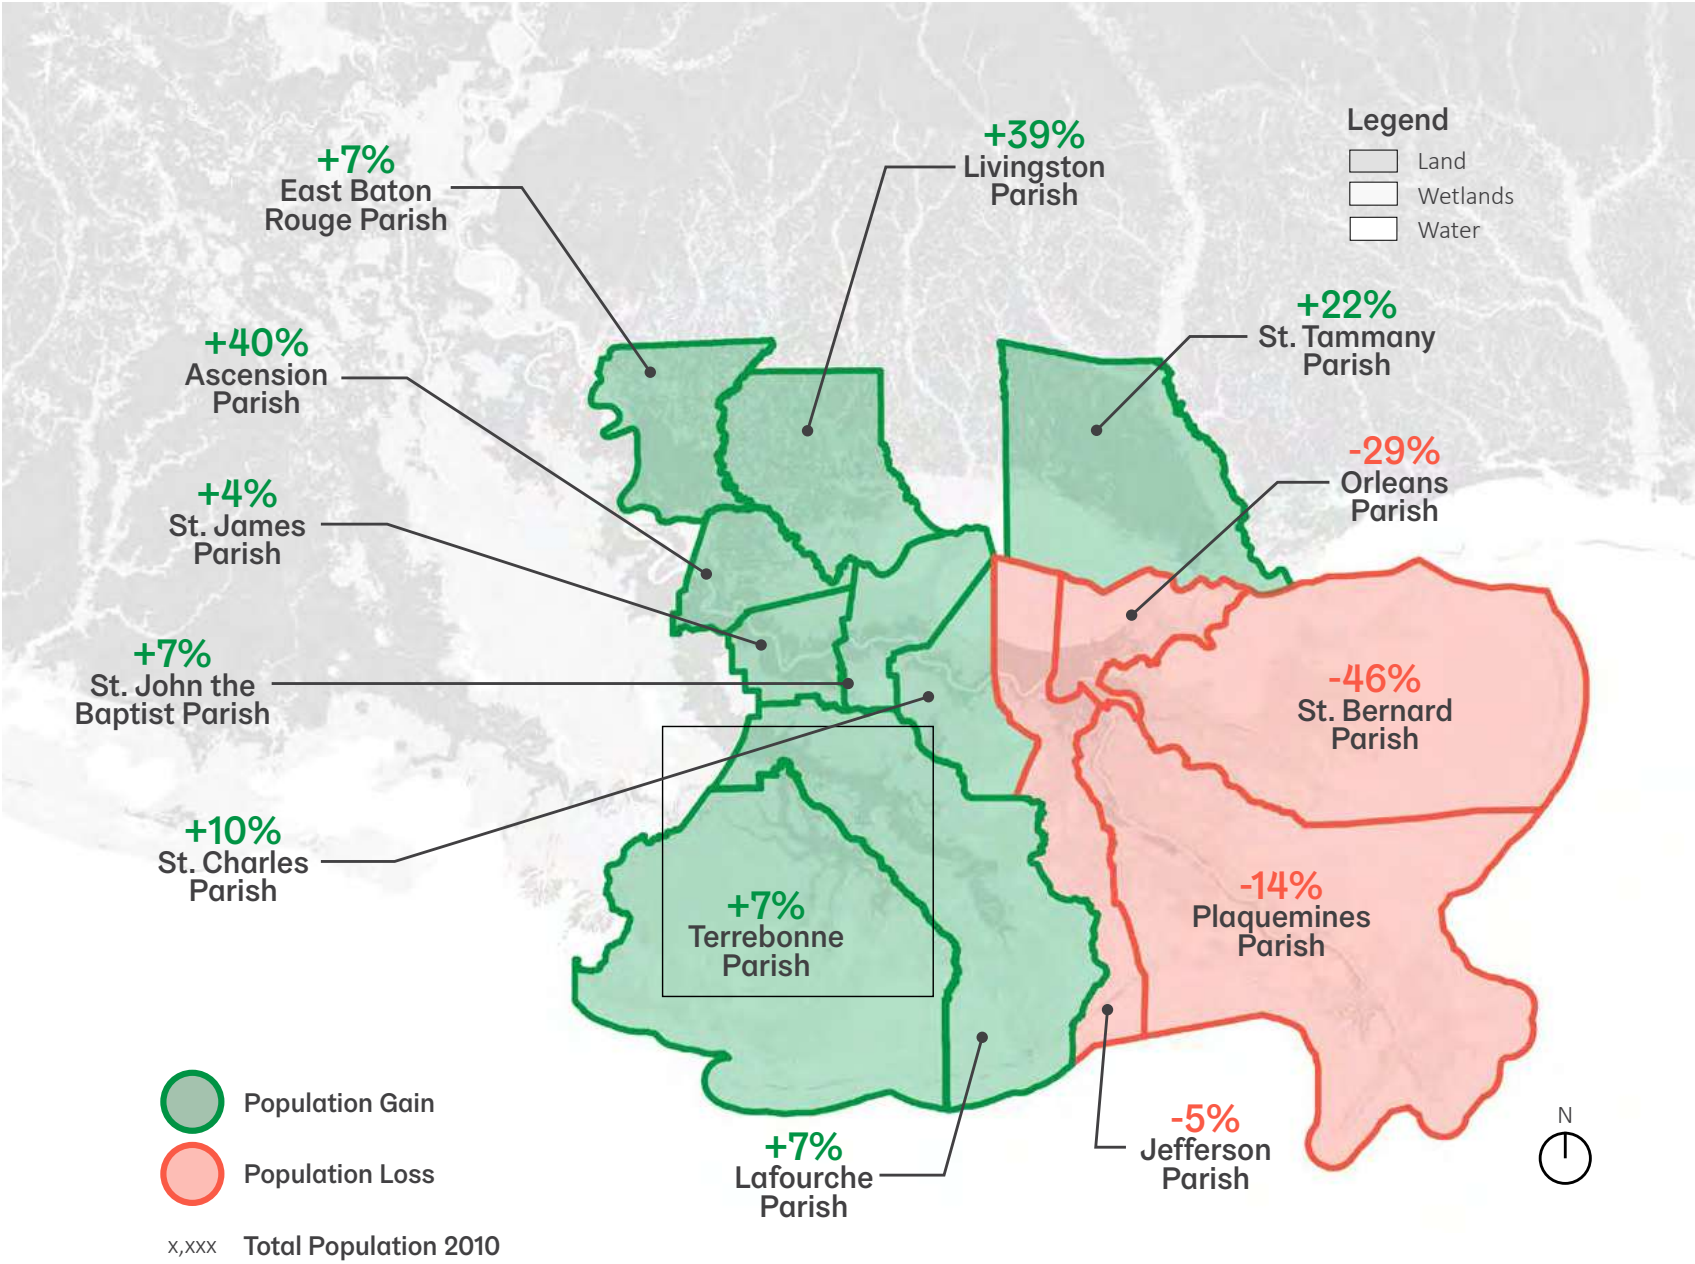 +39%
Livingston
Parish
Legend
Land
Wetlands
Water
+7%
East Baton
Rouge Parish
+22%
St. Tammany
Parish
+40%
Ascension
Parish
-29%
Orleans
Parish
+4%
St. James
Parish
+7%
St. John the
Baptist Parish
-46%
St. Bernard
Parish
+10%
St. Charles
Parish
+7%
Terrebonne
Parish
-14%
Plaquemines
Parish
+7%
Lafourche
Parish
-5%
Jefferson
Parish
N
Population Gain
Population Loss
x,xxx Total Population 2010